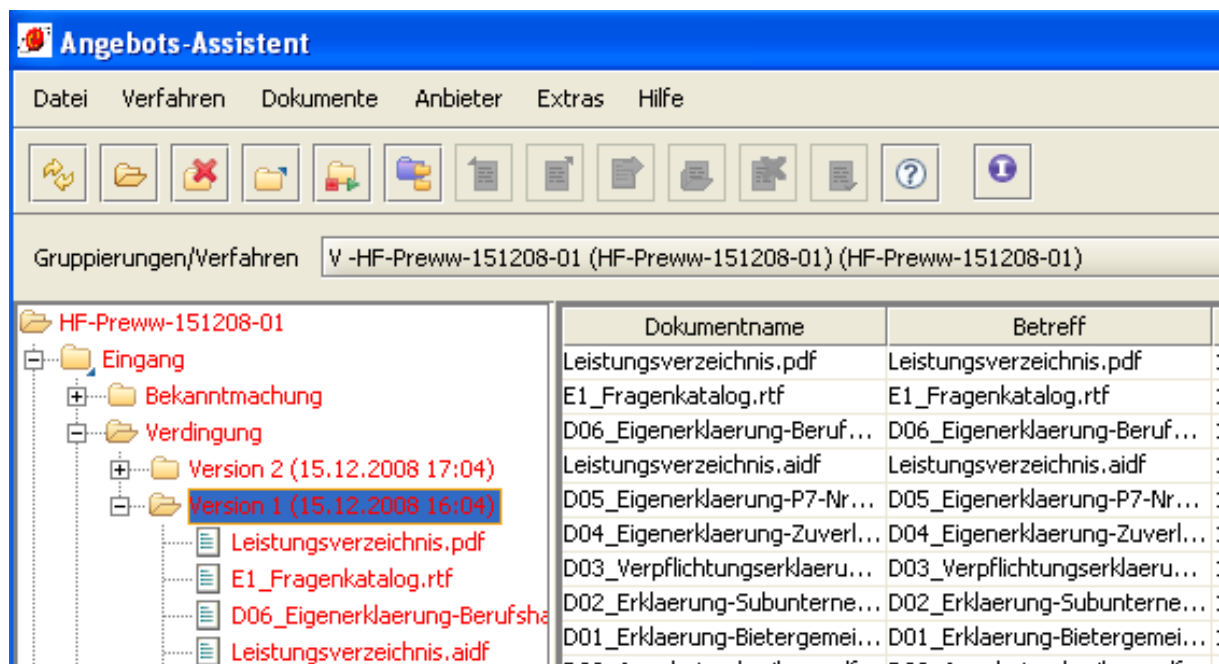 Angebots-Assistent
Datei Verfahren Dokumente Anbieter Extras Hilfe
Gruppierungen/Verfahren V -HF-Preww-151208-01 (HF-Preww-151208-01) (HF-Preww-151208-01)
HF-Preww-151208-01
Eingang
Bekanntmachung
Verdingung
Version 2 (15.12.2008 17:04)
Version 1 (15.12.2008 16:04)
Leistungsverzeichnis.pdf
E1_Fragenkatalog.rtf
D06_Eigenerklaerung-Berufsha
Leistungsverzeichnis.aidf
Dokumentname Betreff
Leistungsverzeichnis.pdf Leistungsverzeichnis.pdf
E1_Fragenkatalog.rtf E1_Fragenkatalog.rtf
D06_Eigenerklaerung-Beruf... D06_Eigenerklaerung-Beruf...
Leistungsverzeichnis.aidf Leistungsverzeichnis.aidf
D05_Eigenerklaerung-P7-Nr... D05_Eigenerklaerung-P7-Nr...
D04_Eigenerklaerung-Zuverl... D04_Eigenerklaerung-Zuverl...
D03_Verpflichtungserklaeru... D03_Verpflichtungserklaeru...
D02_Erklaerung-Subunterne... D02_Erklaerung-Subunterne...
D01_Erklaerung-Bietergemei... D01_Erklaerung-Bietergemei...